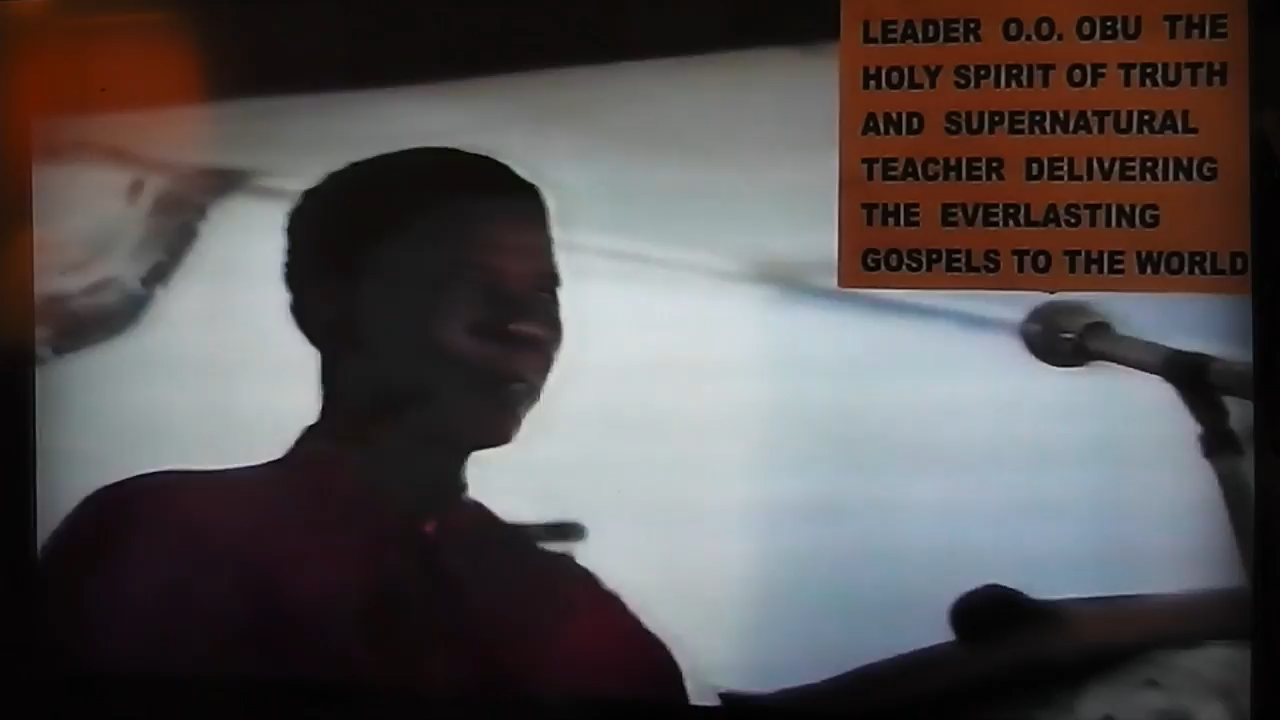 LEADER O.O. OBU THE
HOLY SPIRIT OF TRUTH
AND SUPERNATURAL
TEACHER DELIVERING
THE EVERLASTING
GOSPELS TO THE WORLD